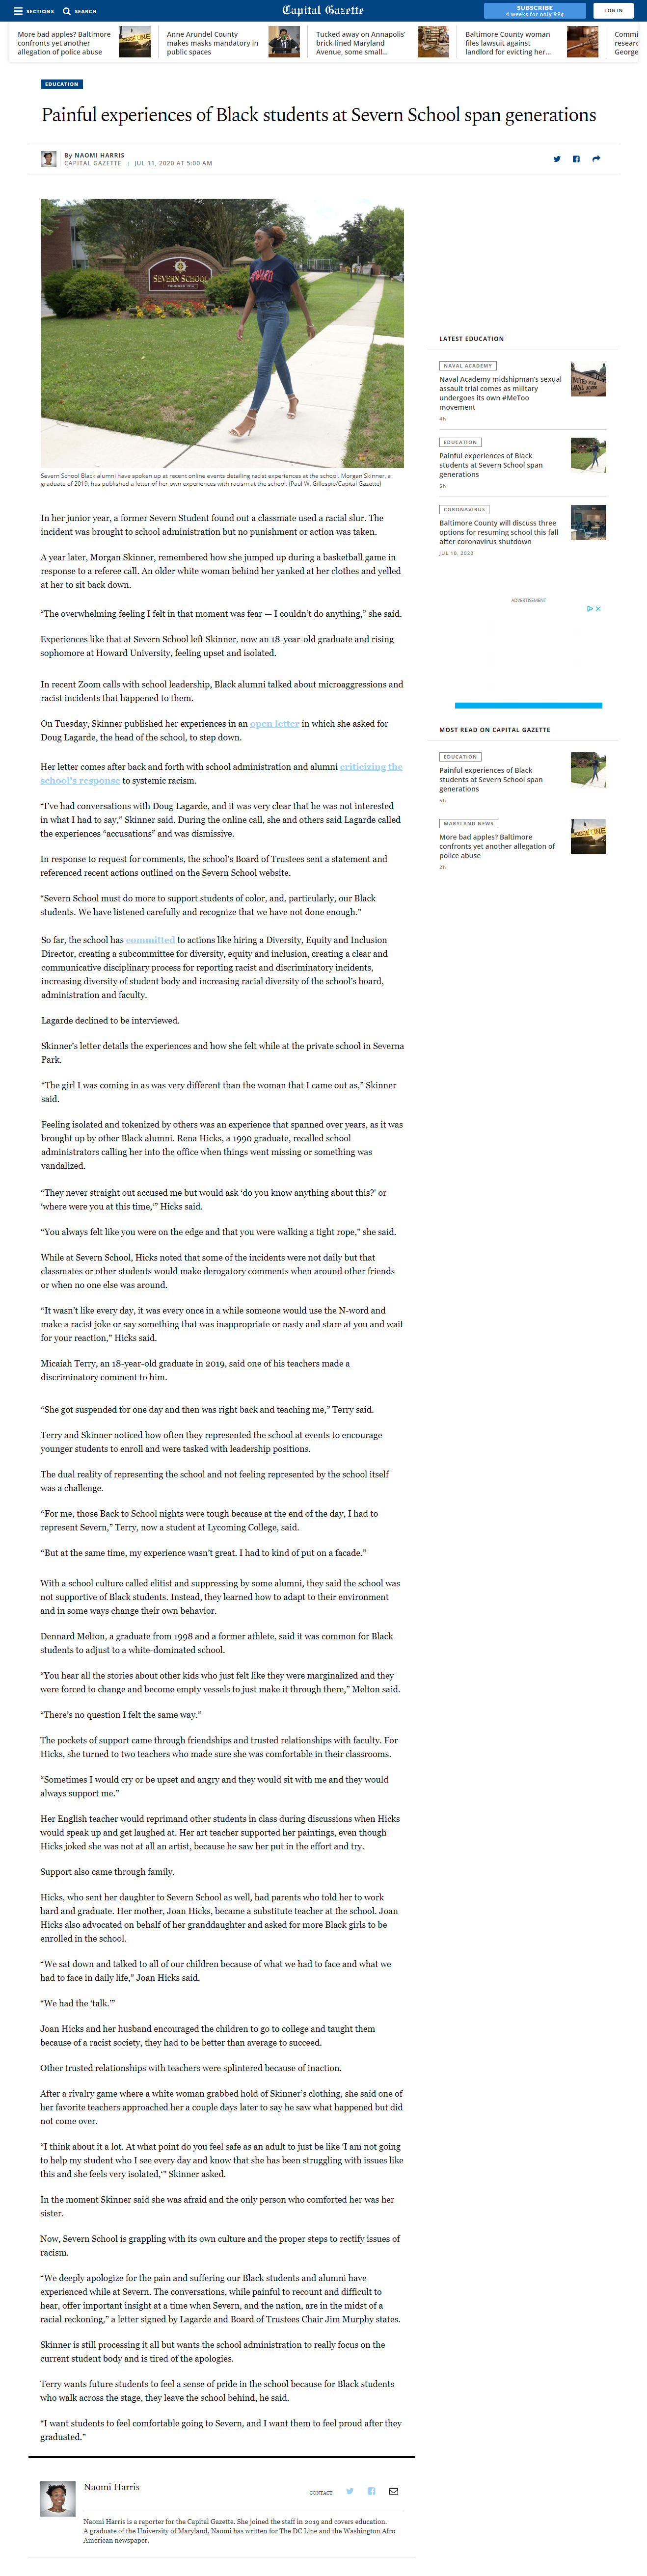 SECTIONS
SEARCH
Capital Gazette
SUBSCRIBE
4 weeks for only 99¢
LOG IN
More bad apples? Baltimore
confronts yet another
allegation of police abuse
Anne Arundel County
makes masks mandatory in
public spaces
Tucked away on Annapolis'
brick-lined Maryland
Avenue, some small...
Baltimore County woman
files lawsuit against
landlord for evicting her...
EDUCATION
Painful experiences of Black students at Severn School span generations
By NAOMI HARRIS
CAPITAL GAZETTE | JUL 11, 2020 AT 5:00 AM
SEVERN SCHOOL
Severn School Black alumni have spoken up at recent online events detailing racist experiences at the school. Morgan Skinner, a
graduate of 2019, has published a letter of her own experiences with racism at the school. (Paul W. Gillespie/Capital Gazette)
In her junior year, a former Severn Student found out a classmate used a racial slur. The
incident was brought to school administration but no punishment or action was taken.
A year later, Morgan Skinner, remembered how she jumped up during a basketball game in
response to a referee call. An older white woman behind her yanked at her clothes and yelled
at her to sit back down.
“The overwhelming feeling I felt in that moment was fear — I couldn’t do anything,” she said.
Experiences like that at Severn School left Skinner, now an 18-year-old graduate and rising
sophomore at Howard University, feeling upset and isolated.
In recent Zoom calls with school leadership, Black alumni talked about microaggressions and
racist incidents that happened to them.
On Tuesday, Skinner published her experiences in an open letter in which she asked for
Doug Lagarde, the head of the school, to step down.
Her letter comes after back and forth with school administration and alumni criticizing the
school’s response to systemic racism.
“I’ve had conversations with Doug Lagarde, and it was very clear that he was not interested
in what I had to say,” Skinner said. During the online call, she and others said Lagarde called
the experiences “accusations” and was dismissive.
In response to request for comments, the school’s Board of Trustees sent a statement and
referenced recent actions outlined on the Severn School website.
“Severn School must do more to support students of color, and, particularly, our Black
students. We have listened carefully and recognize that we have not done enough.”
So far, the school has committed to actions like hiring a Diversity, Equity and Inclusion
Director, creating a subcommittee for diversity, equity and inclusion, creating a clear and
communicative disciplinary process for reporting racist and discriminatory incidents,
increasing diversity of student body and increasing racial diversity of the school’s board,
administration and faculty.
Lagarde declined to be interviewed.
Skinner’s letter details the experiences and how she felt while at the private school in Severna
Park.
“The girl I was coming in as was very different than the woman that I came out as,” Skinner
said.
Feeling isolated and tokenized by others was an experience that spanned over years, as it was
brought up by other Black alumni. Rena Hicks, a 1990 graduate, recalled school
administrators calling her into the office when things went missing or something was
vandalized.
“They never straight out accused me but would ask ‘do you know anything about this?’ or
‘where were you at this time,’” Hicks said.
“You always felt like you were on the edge and that you were walking a tight rope,” she said.
While at Severn School, Hicks noted that some of the incidents were not daily but that
classmates or other students would make derogatory comments when around other friends
or when no one else was around.
“It wasn’t like every day, it was every once in a while someone would use the N-word and
make a racist joke or say something that was inappropriate or nasty and stare at you and wait
for your reaction,” Hicks said.
Micaiah Terry, an 18-year-old graduate in 2019, said one of his teachers made a
discriminatory comment to him.
“She got suspended for one day and then was right back and teaching me,” Terry said.
Terry and Skinner noticed how often they represented the school at events to encourage
younger students to enroll and were tasked with leadership positions.
The dual reality of representing the school and not feeling represented by the school itself
was a challenge.
“For me, those Back to School nights were tough because at the end of the day, I had to
represent Severn,” Terry, now a student at Lycoming College, said.
“But at the same time, my experience wasn’t great. I had to kind of put on a facade.”
With a school culture called elitist and suppressing by some alumni, they said the school was
not supportive of Black students. Instead, they learned how to adapt to their environment
and in some ways change their own behavior.
Dennard Melton, a graduate from 1998 and a former athlete, said it was common for Black
students to adjust to a white-dominated school.
“You hear all the stories about other kids who just felt like they were marginalized and they
were forced to change and become empty vessels to just make it through there,” Melton said.
“There’s no question I felt the same way.”
The pockets of support came through friendships and trusted relationships with faculty. For
Hicks, she turned to two teachers who made sure she was comfortable in their classrooms.
“Sometimes I would cry or be upset and angry and they would sit with me and they would
always support me.”
Her English teacher would reprimand other students in class during discussions when Hicks
would speak up and get laughed at. Her art teacher supported her paintings, even though
Hicks joked she was not at all an artist, because he saw her put in the effort and try.
Support also came through family.
Hicks, who sent her daughter to Severn School as well, had parents who told her to work
hard and graduate. Her mother, Joan Hicks, became a substitute teacher at the school. Joan
Hicks also advocated on behalf of her granddaughter and asked for more Black girls to be
enrolled in the school.
“We sat down and talked to all of our children because of what we had to face and what we
had to face in daily life,” Joan Hicks said.
“We had the ‘talk.’”
Joan Hicks and her husband encouraged the children to go to college and taught them
because of a racist society, they had to be better than average to succeed.
Other trusted relationships with teachers were splintered because of inaction.
After a rivalry game where a white woman grabbed hold of Skinner’s clothing, she said one of
her favorite teachers approached her a couple days later to say he saw what happened but did
not come over.
“I think about it a lot. At what point do you feel safe as an adult to just be like ‘I am not going
to help my student who I see every day and know that she has been struggling with issues like
this and she feels very isolated,’” Skinner asked.
In the moment Skinner said she was afraid and the only person who comforted her was her
sister.
Now, Severn School is grappling with its own culture and the proper steps to rectify issues of
racism.
“We deeply apologize for the pain and suffering our Black students and alumni have
experienced while at Severn. The conversations, while painful to recount and difficult to
hear, offer important insight at a time when Severn, and the nation, are in the midst of a
racial reckoning,” a letter signed by Lagarde and Board of Trustees Chair Jim Murphy states.
Skinner is still processing it all but wants the school administration to really focus on the
current student body and is tired of the apologies.
Terry wants future students to feel a sense of pride in the school because for Black students
who walk across the stage, they leave the school behind, he said.
“I want students to feel comfortable going to Severn, and I want them to feel proud after they
graduated.”
Naomi Harris
CONTACT
Naomi Harris is a reporter for the Capital Gazette. She joined the staff in 2019 and covers education.
A graduate of the University of Maryland, Naomi has written for The DC Line and the Washington Afro
American newspaper.
LATEST EDUCATION
NAVAL ACADEMY
Naval Academy midshipman's sexual
assault trial comes as military
undergoes its own #MeToo
movement
4h
EDUCATION
Painful experiences of Black
students at Severn School span
generations
5h
CORONAVIRUS
Baltimore County will discuss three
options for resuming school this fall
after coronavirus shutdown
JUL 10, 2020
ADVERTISEMENT
MOST READ ON CAPITAL GAZETTE
EDUCATION
Painful experiences of Black
students at Severn School span
generations
5h
MARYLAND NEWS
More bad apples? Baltimore
confronts yet another allegation of
police abuse
2h